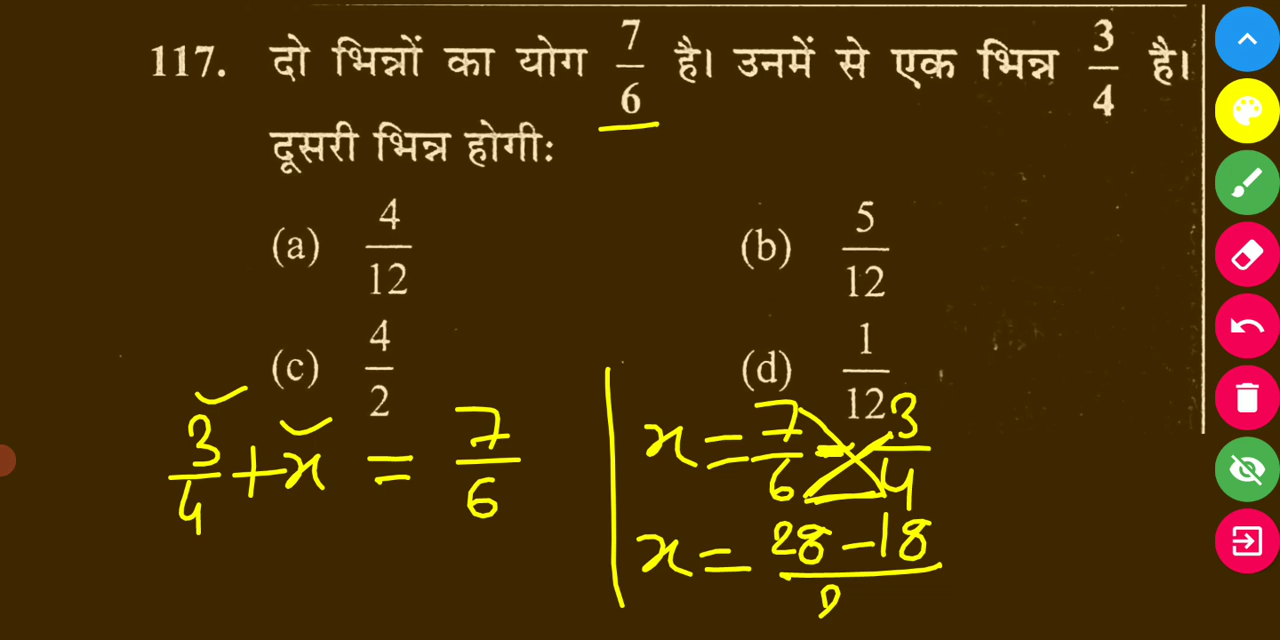 117. दो भिन्नों का योग 7/6 है। उनमें से एक भिन्न 3/4 है।
दूसरी भिन्न होगीः
(a) 4/12 (b) 5/12
(c) 4/2 (d) 1/12
3/4 + x = 7/6
x = 7/6 - 3/4
x = 28 - 18